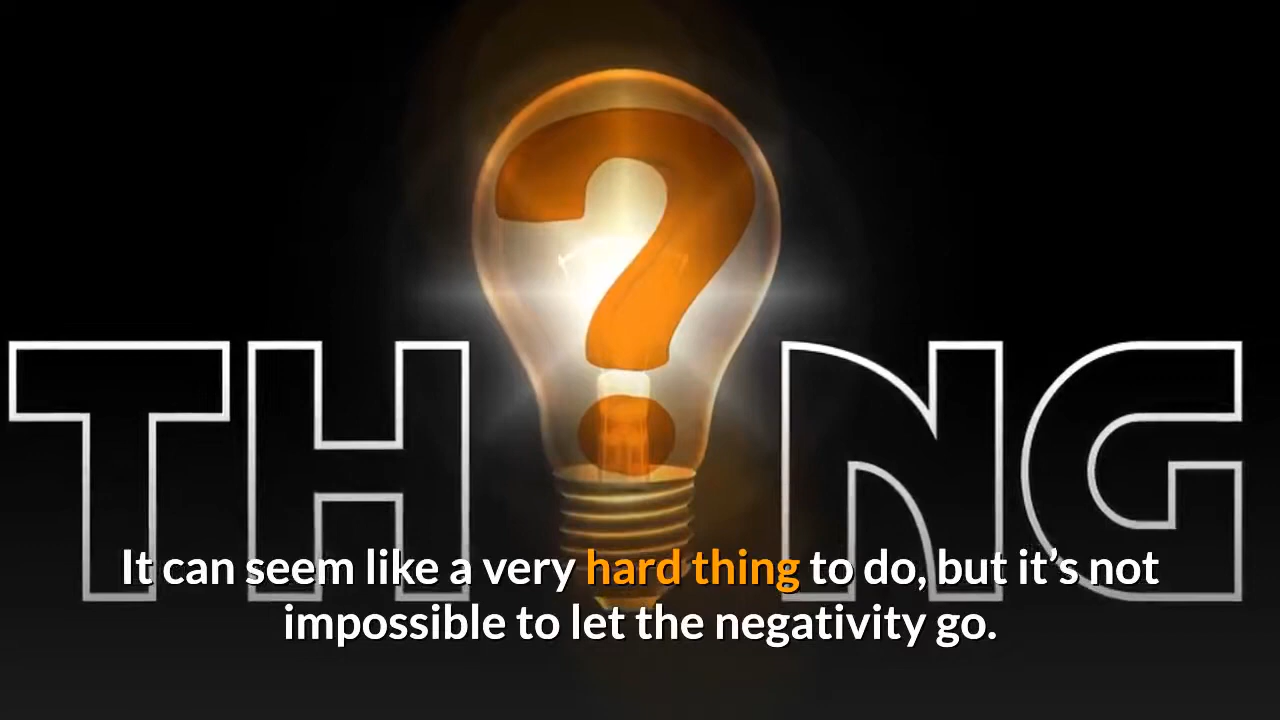 TH?NG
It can seem like a very hard thing to do, but it’s not
impossible to let the negativity go.